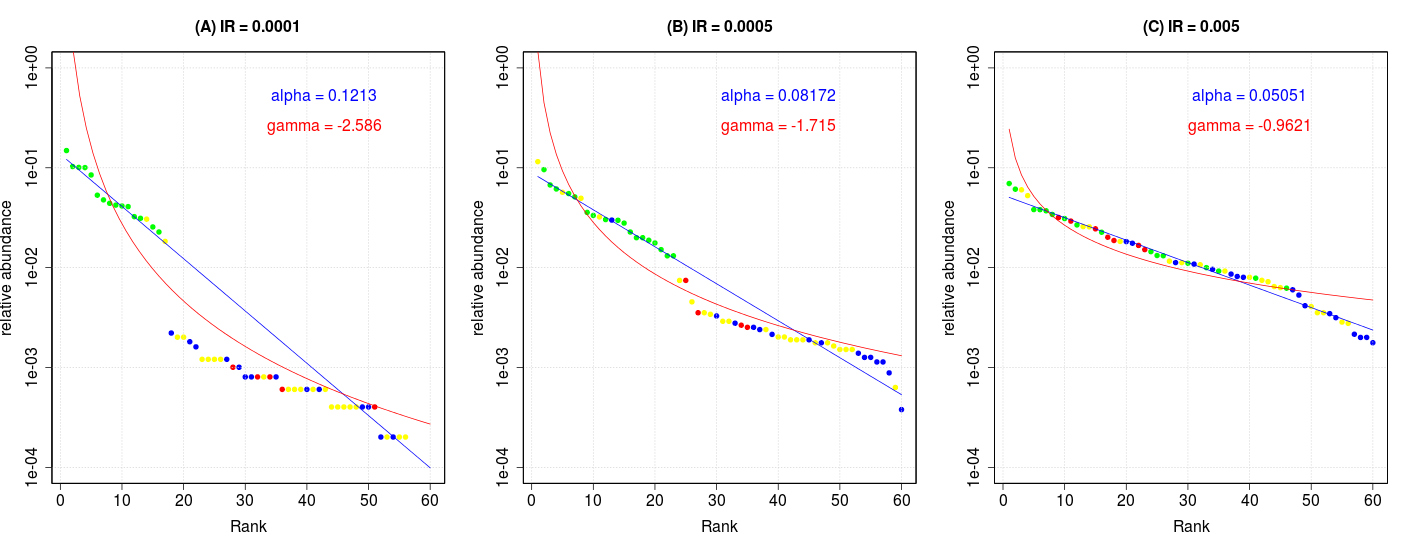 (A) IR = 0.0001
relative abundance
1e+00
1e-01
1e-02
1e-03
1e-04
alpha = 0.1213
gamma = -2.586
0 10 20 30 40 50 60
Rank
(B) IR = 0.0005
relative abundance
1e+00
1e-01
1e-02
1e-03
1e-04
alpha = 0.08172
gamma = -1.715
0 10 20 30 40 50 60
Rank
(C) IR = 0.005
relative abundance
1e+00
1e-01
1e-02
1e-03
1e-04
alpha = 0.05051
gamma = -0.9621
0 10 20 30 40 50 60
Rank